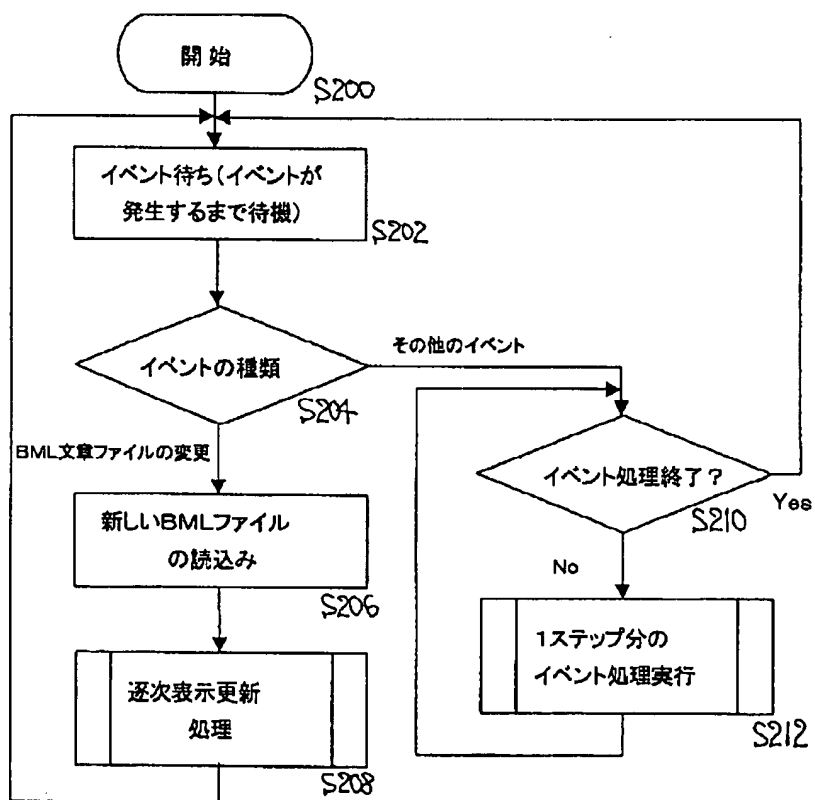 開始
S200
イベント待ち(イベントが
発生するまで待機)
S202
イベントの種類
S204
その他のイベント
BML文章ファイルの変更
新しいBMLファイル
の読込み
S206
逐次表示更新
処理
S208
イベント処理終了?
S210
Yes
No
1ステップ分の
イベント処理実行
S212